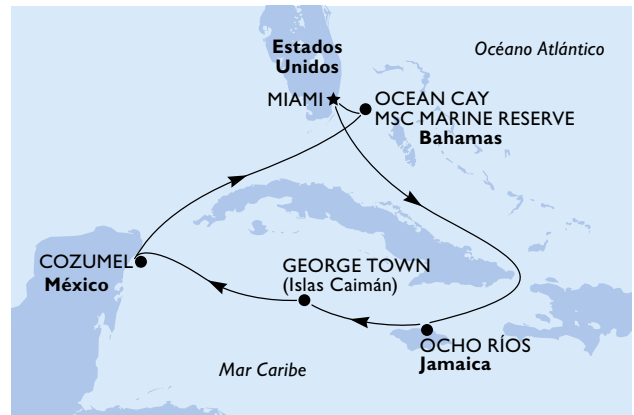 Estados
Unidos
Océano Atlántico
MIAMI
OCEAN CAY
MSC MARINE RESERVE
Bahamas
COZUMEL
México
GEORGE TOWN
(Islas Caimán)
OCHO RÍOS
Jamaica
Mar Caribe